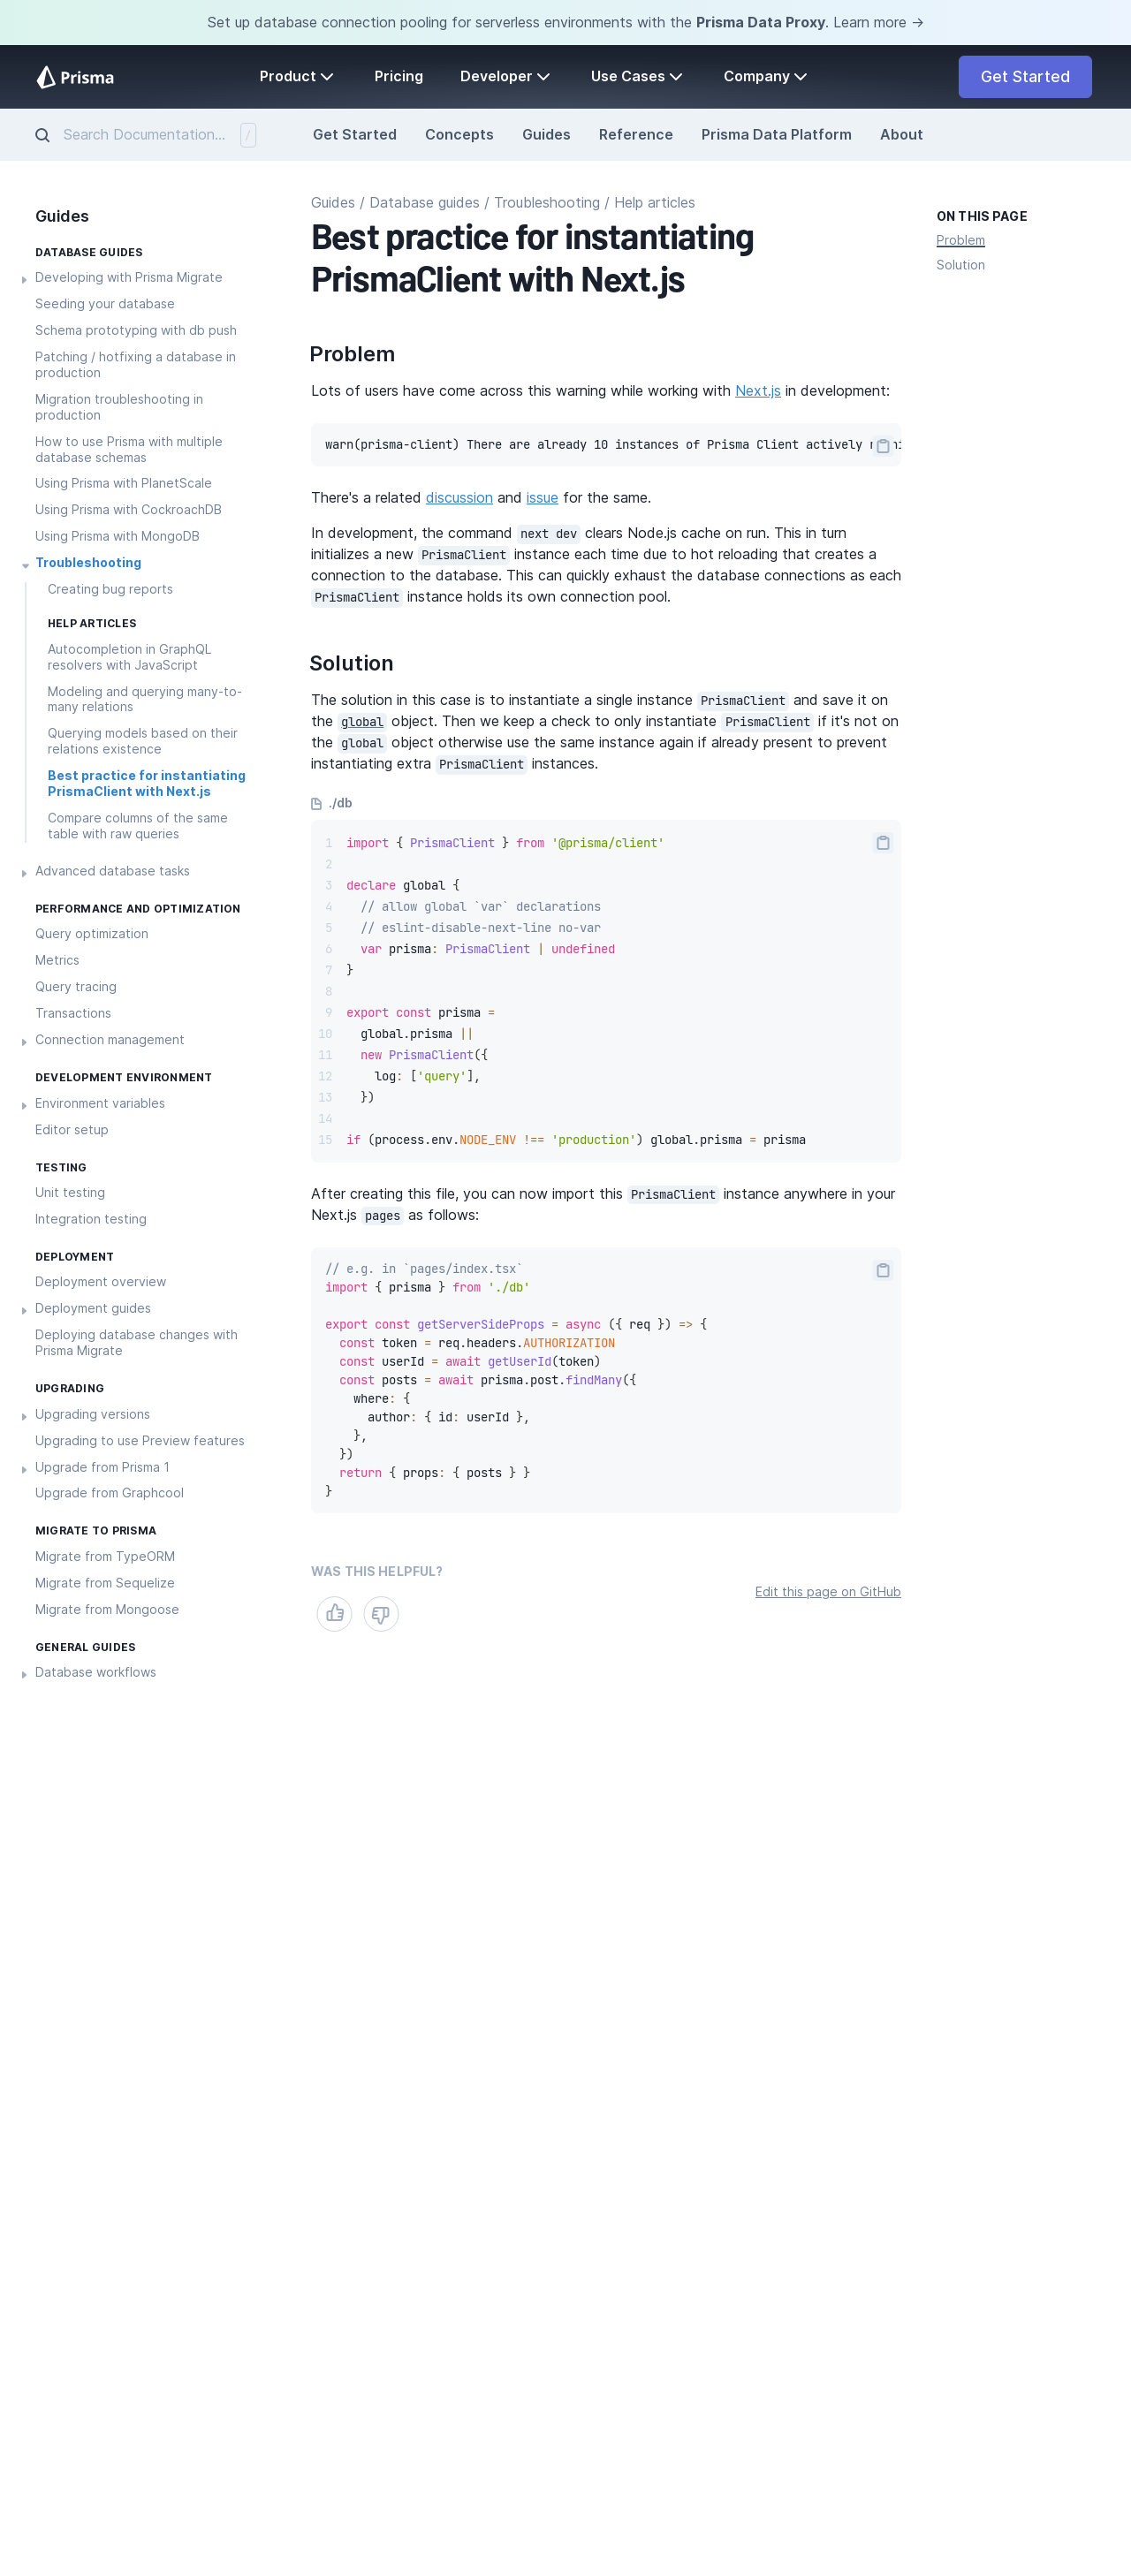 Set up database connection pooling for serverless environments with the Prisma Data Proxy. Learn more →
Prisma
Product
Pricing
Developer
Use Cases
Company
Get Started
Search Documentation...
/
Get Started
Concepts
Guides
Reference
Prisma Data Platform
About
Guides
DATABASE GUIDES
Developing with Prisma Migrate
Seeding your database
Schema prototyping with db push
Patching / hotfixing a database in
production
Migration troubleshooting in
production
How to use Prisma with multiple
database schemas
Using Prisma with PlanetScale
Using Prisma with CockroachDB
Using Prisma with MongoDB
Troubleshooting
Creating bug reports
HELP ARTICLES
Autocompletion in GraphQL
resolvers with JavaScript
Modeling and querying many-to-
many relations
Querying models based on their
relations existence
Best practice for instantiating
PrismaClient with Next.js
Compare columns of the same
table with raw queries
Advanced database tasks
PERFORMANCE AND OPTIMIZATION
Query optimization
Metrics
Query tracing
Transactions
Connection management
DEVELOPMENT ENVIRONMENT
Environment variables
Editor setup
TESTING
Unit testing
Integration testing
DEPLOYMENT
Deployment overview
Deployment guides
Deploying database changes with
Prisma Migrate
UPGRADING
Upgrading versions
Upgrading to use Preview features
Upgrade from Prisma 1
Upgrade from Graphcool
MIGRATE TO PRISMA
Migrate from TypeORM
Migrate from Sequelize
Migrate from Mongoose
GENERAL GUIDES
Database workflows
Guides / Database guides / Troubleshooting / Help articles
Best practice for instantiating
PrismaClient with Next.js
Problem
Lots of users have come across this warning while working with Next.js in development:
warn(prisma-client) There are already 10 instances of Prisma Client actively
There's a related discussion and issue for the same.
In development, the command next dev clears Node.js cache on run. This in turn
initializes a new PrismaClient instance each time due to hot reloading that creates a
connection to the database. This can quickly exhaust the database connections as each
PrismaClient instance holds its own connection pool.
Solution
The solution in this case is to instantiate a single instance PrismaClient and save it on
the global object. Then we keep a check to only instantiate PrismaClient if it's not on
the global object otherwise use the same instance again if already present to prevent
instantiating extra PrismaClient instances.
./db
1 import { PrismaClient } from '@prisma/client'
2
3 declare global {
4   // allow global `var` declarations
5   // eslint-disable-next-line no-var
6   var prisma: PrismaClient | undefined
7 }
8
9 export const prisma =
10   global.prisma ||
11   new PrismaClient({
12     log: ['query'],
13   })
14
15 if (process.env.NODE_ENV !== 'production') global.prisma = prisma
After creating this file, you can now import this PrismaClient instance anywhere in your
Next.js pages as follows:
// e.g. in `pages/index.tsx`
import { prisma } from './db'
export const getServerSideProps = async ({ req }) => {
  const token = req.headers.AUTHORIZATION
  const userId = await getUserId(token)
  const posts = await prisma.post.findMany({
    where: {
      author: { id: userId },
    },
  })
  return { props: { posts } }
}
WAS THIS HELPFUL?
Edit this page on GitHub
ON THIS PAGE
Problem
Solution